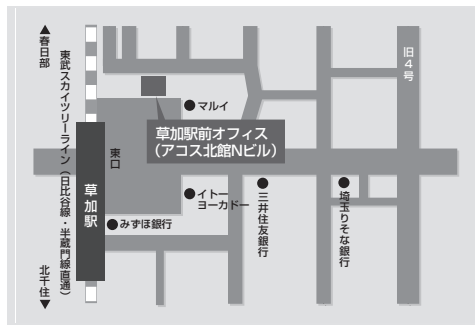 ▲春日部
東武スカイツリーライン（日比谷線・半蔵門線直通）
北千住▼
草加駅
東口
●マルイ
草加駅前オフィス
（アコス北館Nビル）
●イトー
ヨーカドー
●みずほ銀行
●三井住友銀行
●埼玉りそな銀行
旧4号